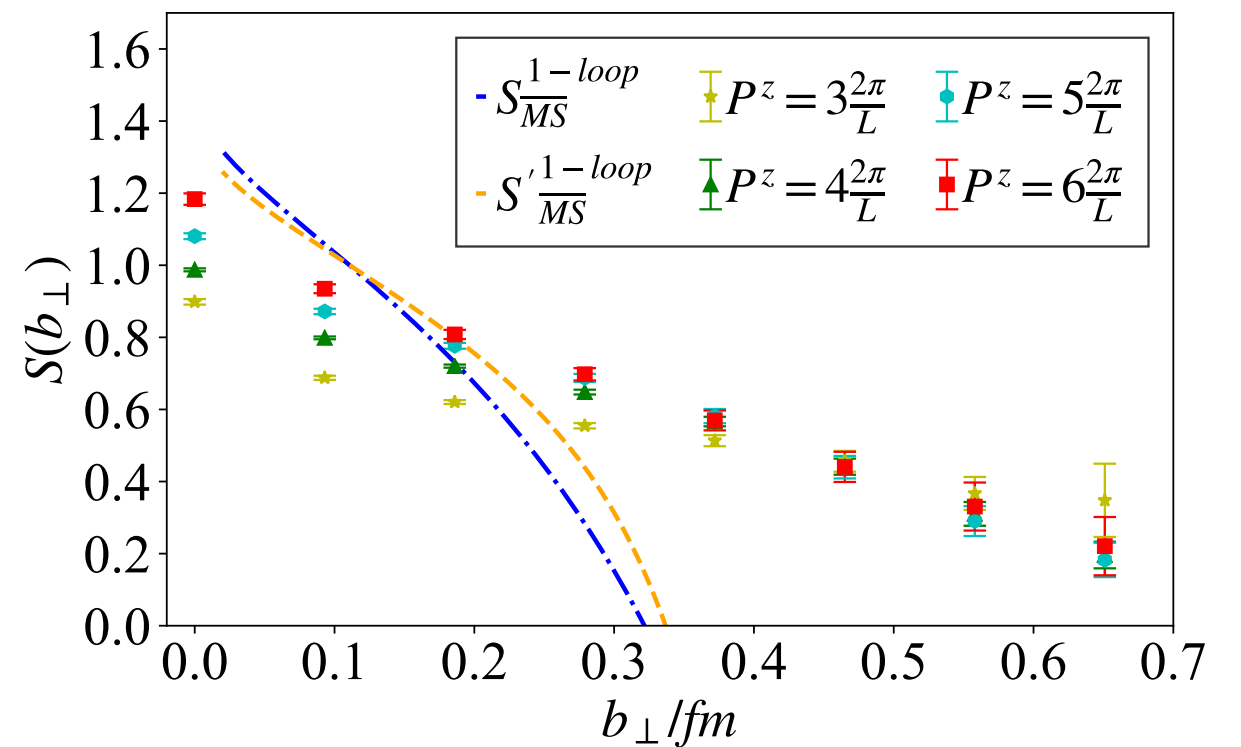 1.6
1.4
1.2
1.0
0.8
0.6
0.4
0.2
0.0
S(b⊥)
S 1−loop MS
S′ 1−loop MS
P^z = 3 2π/L
P^z = 4 2π/L
P^z = 5 2π/L
P^z = 6 2π/L
0.0 0.1 0.2 0.3 0.4 0.5 0.6 0.7
b⊥/fm